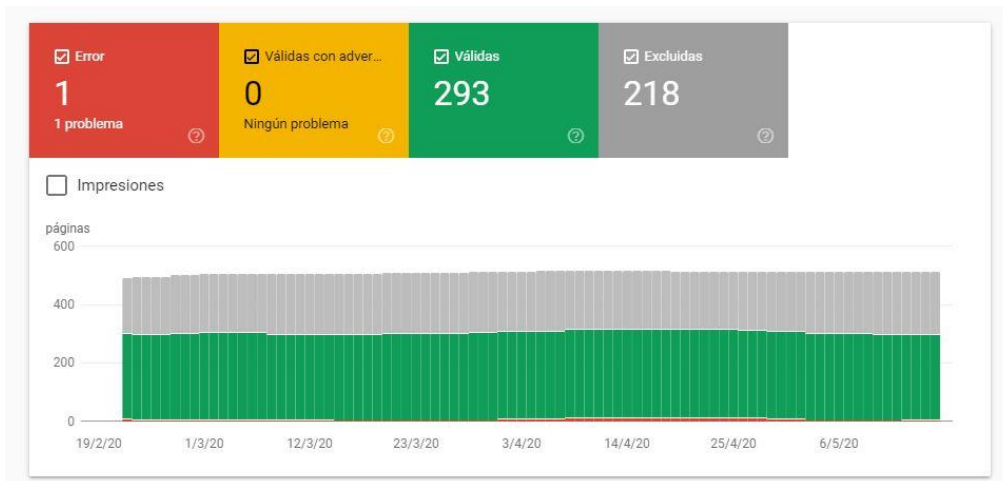 Error
1
1 problema
Válidas con adver...
0
Ningún problema
Válidas
293
Excluidas
218
Impresiones
páginas
600
400
200
0
19/2/20 1/3/20 12/3/20 23/3/20 3/4/20 14/4/20 25/4/20 6/5/20